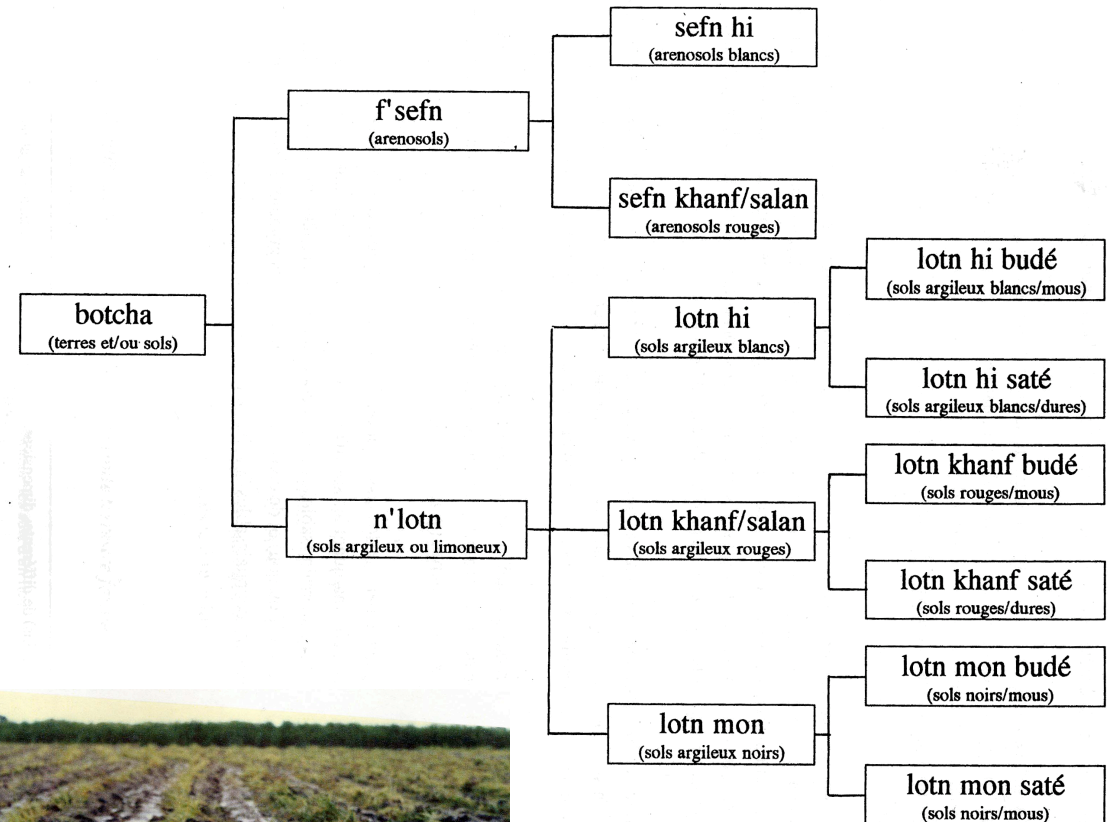 botcha
(terres et/ou sols)
f'sefn
(arenosols)
sefn hi
(arenosols blancs)
sefn khanf/salan
(arenosols rouges)
n'lotn
(sols argileux ou limoneux)
lotn hi
(sols argileux blancs)
lotn hi budé
(sols argileux blancs/mous)
lotn hi saté
(sols argileux blancs/dures)
lotn khanf/salan
(sols argileux rouges)
lotn khanf budé
(sols rouges/mous)
lotn khanf saté
(sols rouges/dures)
lotn mon
(sols argileux noirs)
lotn mon budé
(sols noirs/mous)
lotn mon saté
(sols noirs/mous)